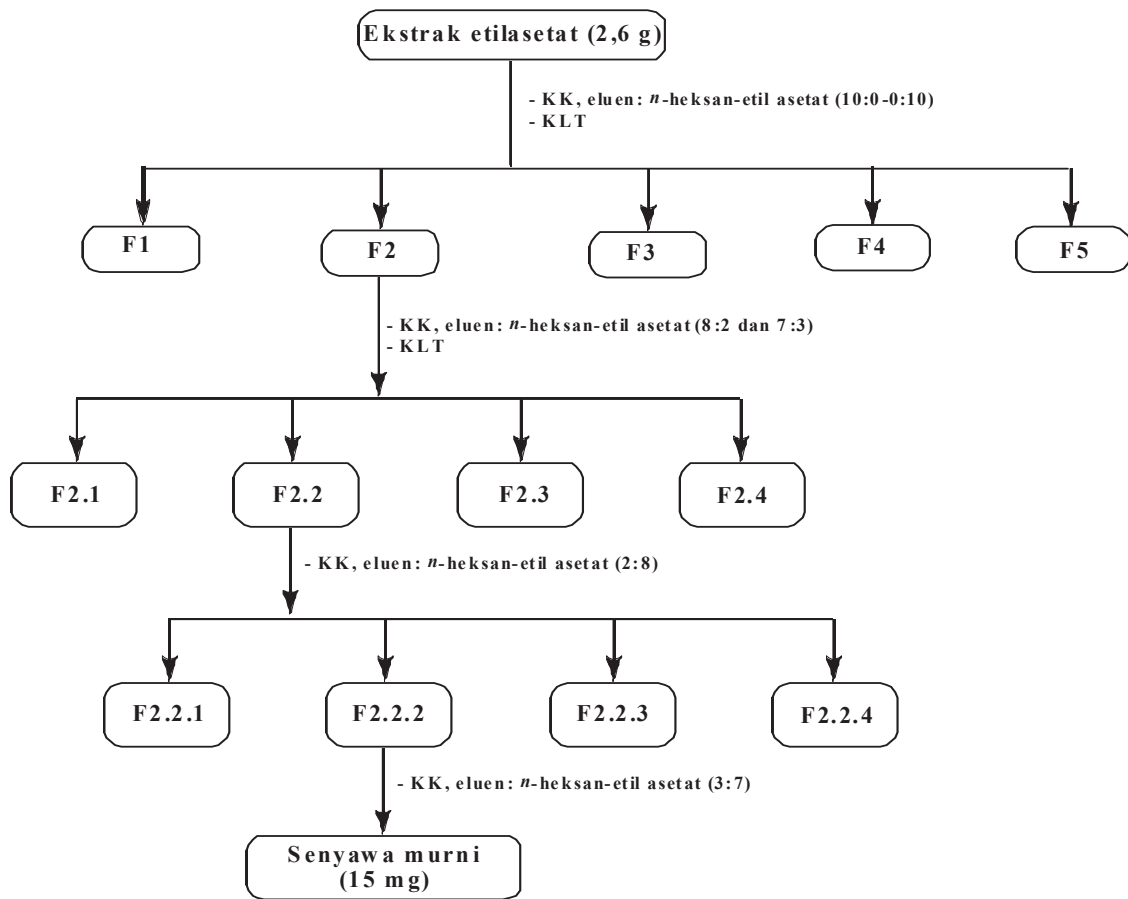 Ekstrak etilasetat (2,6 g)
- KK, eluen: n-heksan-etil asetat (10:0-0:10)
- KLT
F1
F2
F3
F4
F5
- KK, eluen: n-heksan-etil asetat (8:2 dan 7:3)
- KLT
F2.1
F2.2
F2.3
F2.4
- KK, eluen: n-heksan-etil asetat (2:8)
F2.2.1
F2.2.2
F2.2.3
F2.2.4
- KK, eluen: n-heksan-etil asetat (3:7)
Senyawa murni
(15 mg)